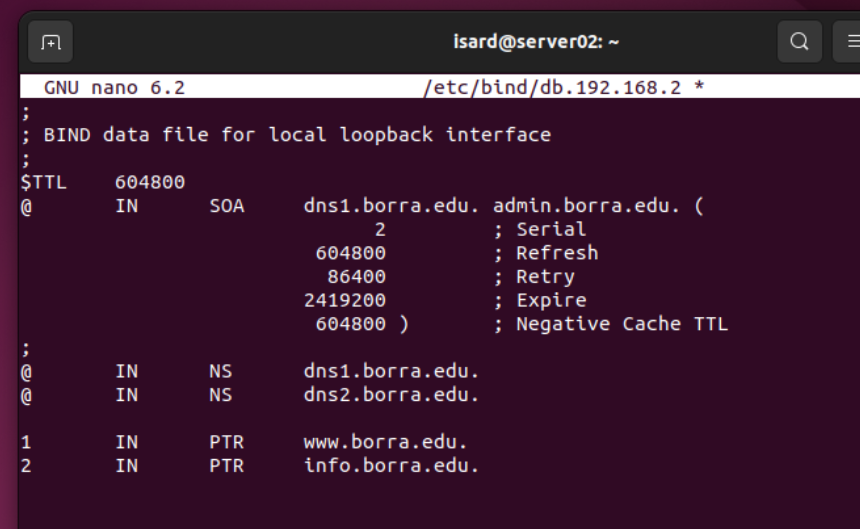 isard@server02: ~
GNU nano 6.2 /etc/bind/db.192.168.2 *
;
; BIND data file for local loopback interface
;
$TTL 604800
@ IN SOA dns1.borra.edu. admin.borra.edu. (
2 ; Serial
604800 ; Refresh
86400 ; Retry
2419200 ; Expire
604800 ) ; Negative Cache TTL
;
@ IN NS dns1.borra.edu.
@ IN NS dns2.borra.edu.
1 IN PTR www.borra.edu.
2 IN PTR info.borra.edu.